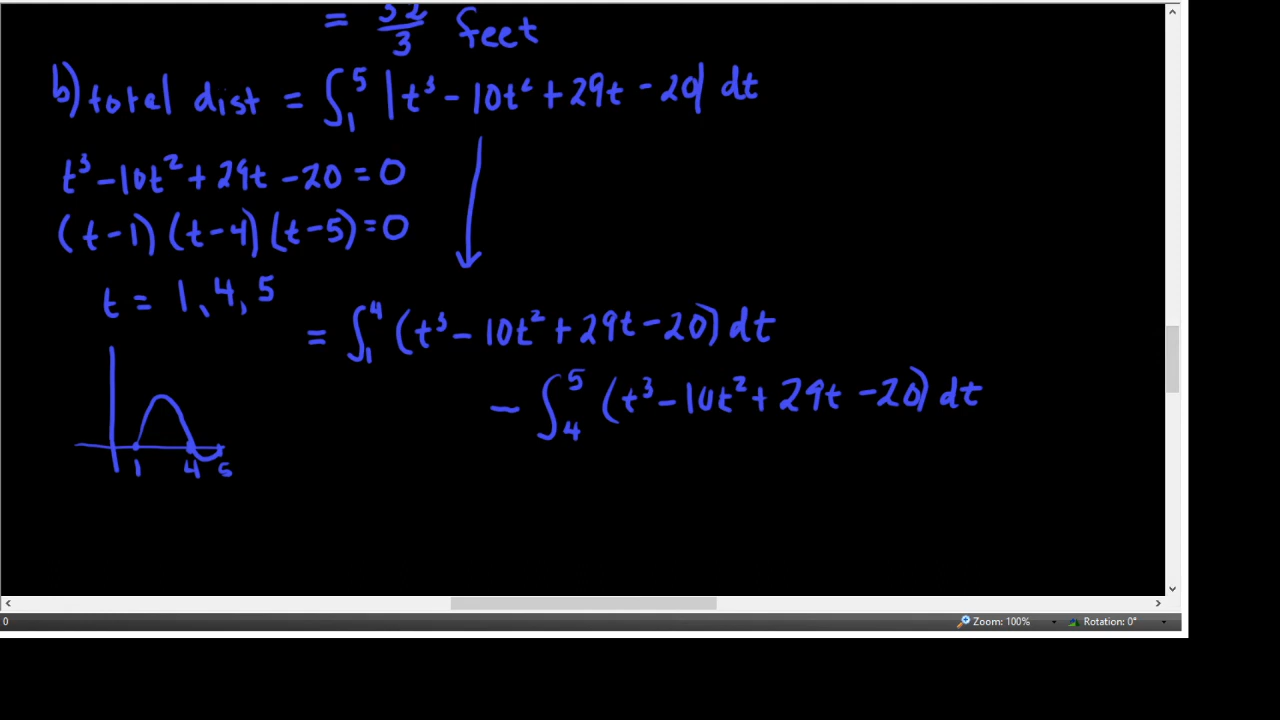 = 32/3 feet
b) total dist = ∫₁⁵ |t³ - 10t² + 29t - 20| dt
t³ - 10t² + 29t - 20 = 0
(t - 1)(t - 4)(t - 5) = 0
t = 1, 4, 5
= ∫₁⁴ (t³ - 10t² + 29t - 20) dt
- ∫₄⁵ (t³ - 10t² + 29t - 20) dt
1 4 5
0 Zoom: 100% Rotation: 0°